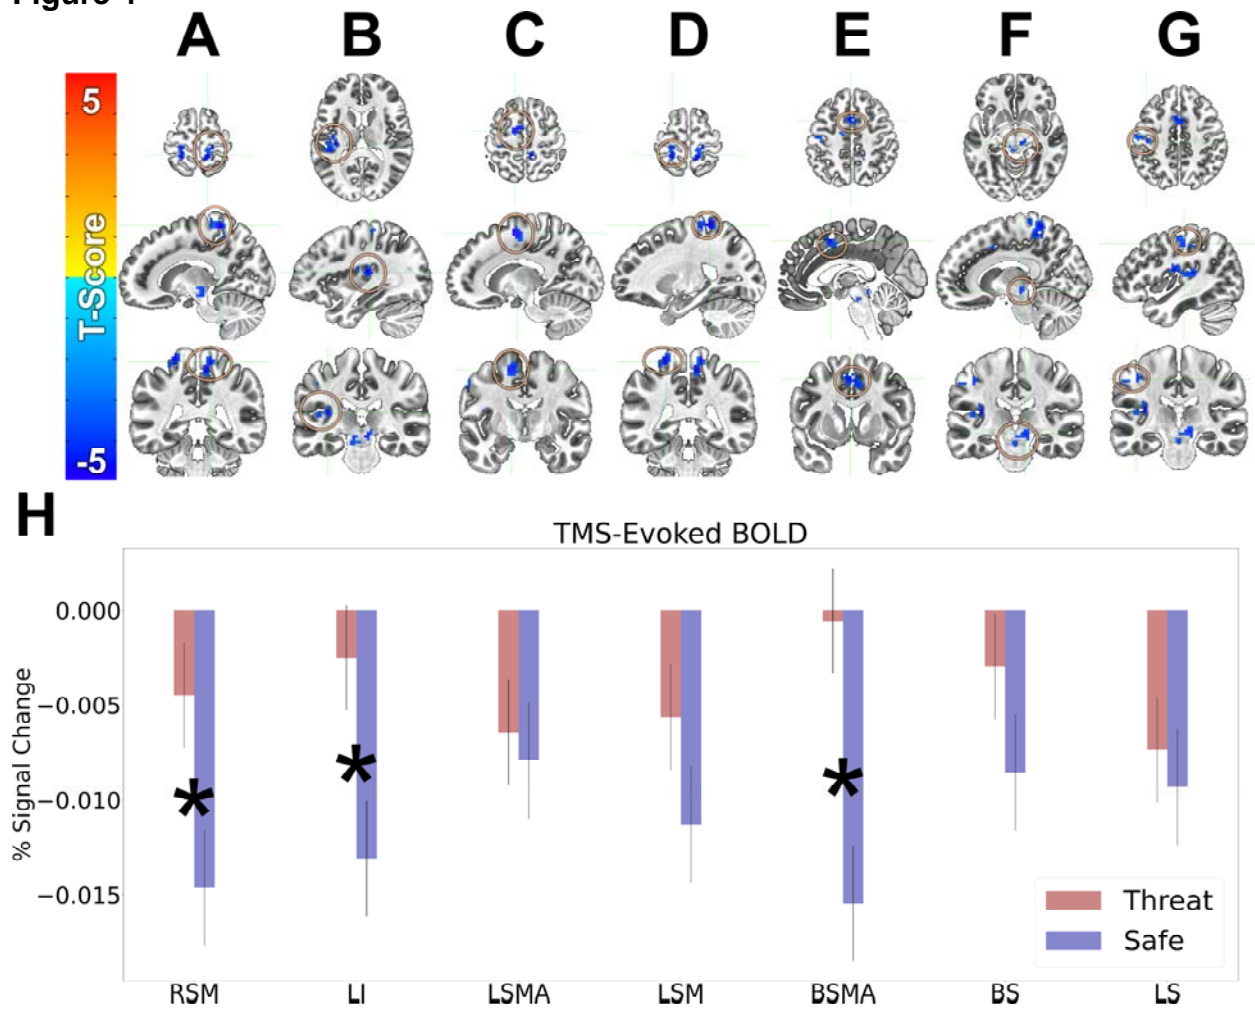 A B C D E F G
5
T-Score
-5
H
TMS-Evoked BOLD
% Signal Change
0.000
−0.005
−0.010
−0.015
* * *
Threat
Safe
RSM LI LSMA LSM BSMA BS LS